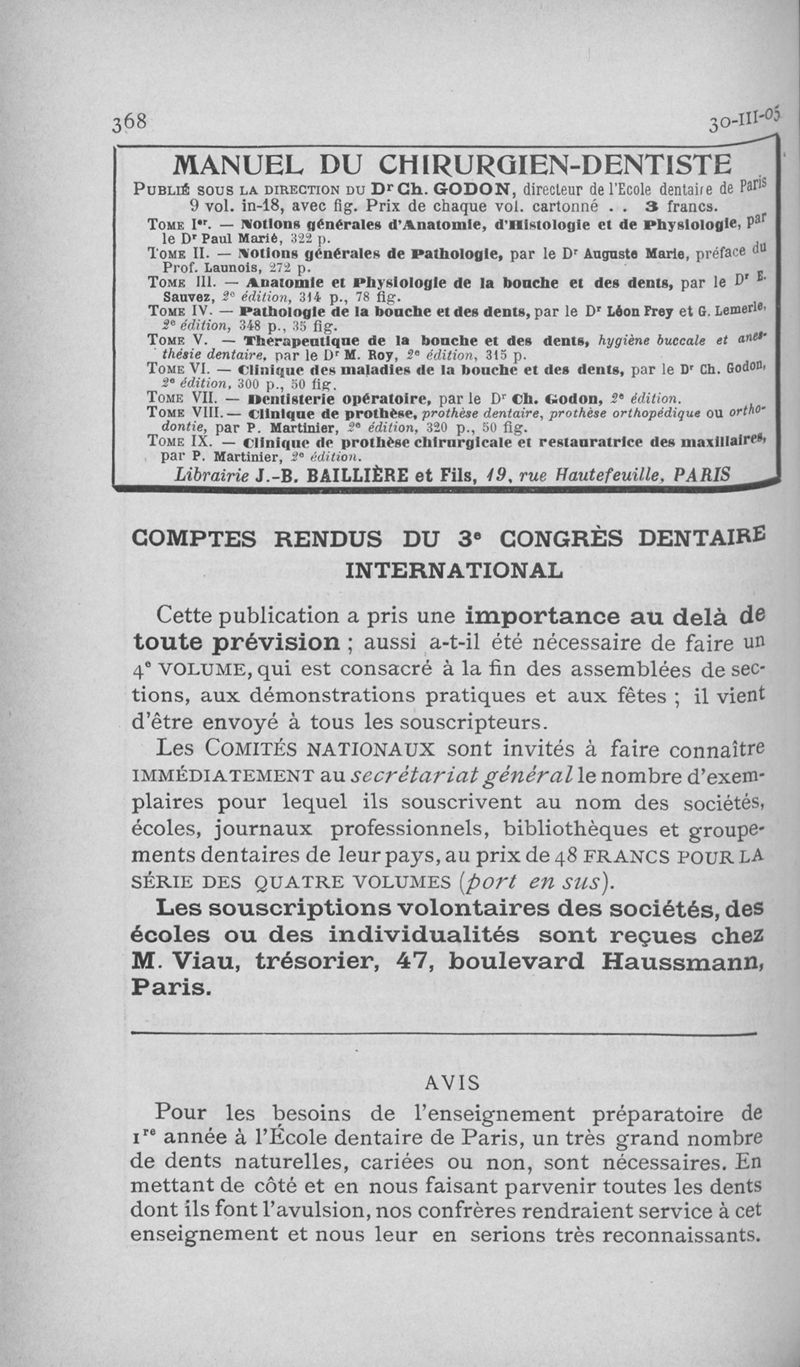 368
30-III-05
MANUEL DU CHIRURGIEN-DENTISTE
PUBLIÉ SOUS LA DIRECTION DU Dr Ch. GODON, directeur de l'Ecole dentaire de Paris
9 vol. in-18, avec fig. Prix de chaque vol. cartonné . . 3 francs.
TOME Ier. — Notions générales d'Anatomie, d'Histologie et de Physiologie, par
le Dr Paul Marié, 322 p.
TOME II. — Notions générales de Pathologie, par le Dr Auguste Marie, préface du
Prof. Launois, 272 p.
TOME III. — Anatomie et Physiologie de la bouche et des dents, par le Dr E.
Sauvez, 2e édition, 314 p., 78 fig.
TOME IV. — Pathologie de la bouche et des dents, par le Dr Léon Frey et G. Lemerle,
2e édition, 348 p., 35 fig.
TOME V. — Thérapeutique de la bouche et des dents, hygiène buccale et anes-
thésie dentaire, par le Dr M. Roy, 2e édition, 315 p.
TOME VI. — Clinique des maladies de la bouche et des dents, par le Dr Ch. Godon,
2e édition, 300 p., 50 fig.
TOME VII. — Dentisterie opératoire, par le Dr Ch. Godon, 2e édition.
TOME VIII. — Clinique de prothèse, prothèse dentaire, prothèse orthopédique ou ortho-
dontie, par P. Martinier, 2e édition, 320 p., 50 fig.
TOME IX. — Clinique de prothèse chirurgicale et restauratrice des maxillaires,
par P. Martinier, 2e édition.
Librairie J.-B. BAILLIÈRE et Fils, 19, rue Hautefeuille, PARIS
COMPTES RENDUS DU 3e CONGRÈS DENTAIRE
INTERNATIONAL
Cette publication a pris une importance au delà de
toute prévision ; aussi a-t-il été nécessaire de faire un
4e VOLUME, qui est consacré à la fin des assemblées de sec-
tions, aux démonstrations pratiques et aux fêtes ; il vient
d'être envoyé à tous les souscripteurs.
Les COMITÉS NATIONAUX sont invités à faire connaître
IMMÉDIATEMENT au secrétariat général le nombre d'exem-
plaires pour lequel ils souscrivent au nom des sociétés,
écoles, journaux professionnels, bibliothèques et groupe-
ments dentaires de leur pays, au prix de 48 FRANCS POUR LA
SÉRIE DES QUATRE VOLUMES (port en sus).
Les souscriptions volontaires des sociétés, des
écoles ou des individualités sont reçues chez
M. Viau, trésorier, 47, boulevard Haussmann,
Paris.
AVIS
Pour les besoins de l'enseignement préparatoire de
1re année à l'École dentaire de Paris, un très grand nombre
de dents naturelles, cariées ou non, sont nécessaires. En
mettant de côté et en nous faisant parvenir toutes les dents
dont ils font l'avulsion, nos confrères rendraient service à cet
enseignement et nous leur en serions très reconnaissants.